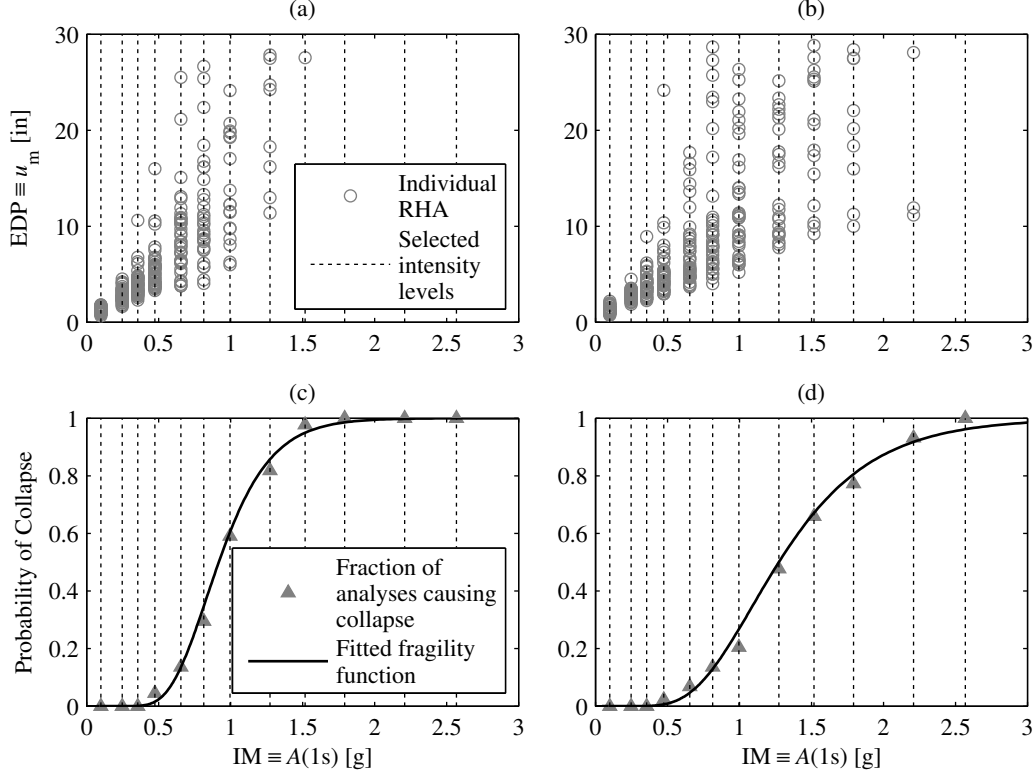 (a)
30
20
10
0
EDP ≡ u_m [in]
0
0.5
1
1.5
2
2.5
3
Individual
RHA
Selected
intensity
levels
(b)
30
20
10
0
0
0.5
1
1.5
2
2.5
3
(c)
1
0.8
0.6
0.4
0.2
0
Probability of Collapse
0
0.5
1
1.5
2
2.5
3
IM ≡ A(1s) [g]
Fraction of
analyses causing
collapse
Fitted fragility
function
(d)
1
0.8
0.6
0.4
0.2
0
0
0.5
1
1.5
2
2.5
3
IM ≡ A(1s) [g]